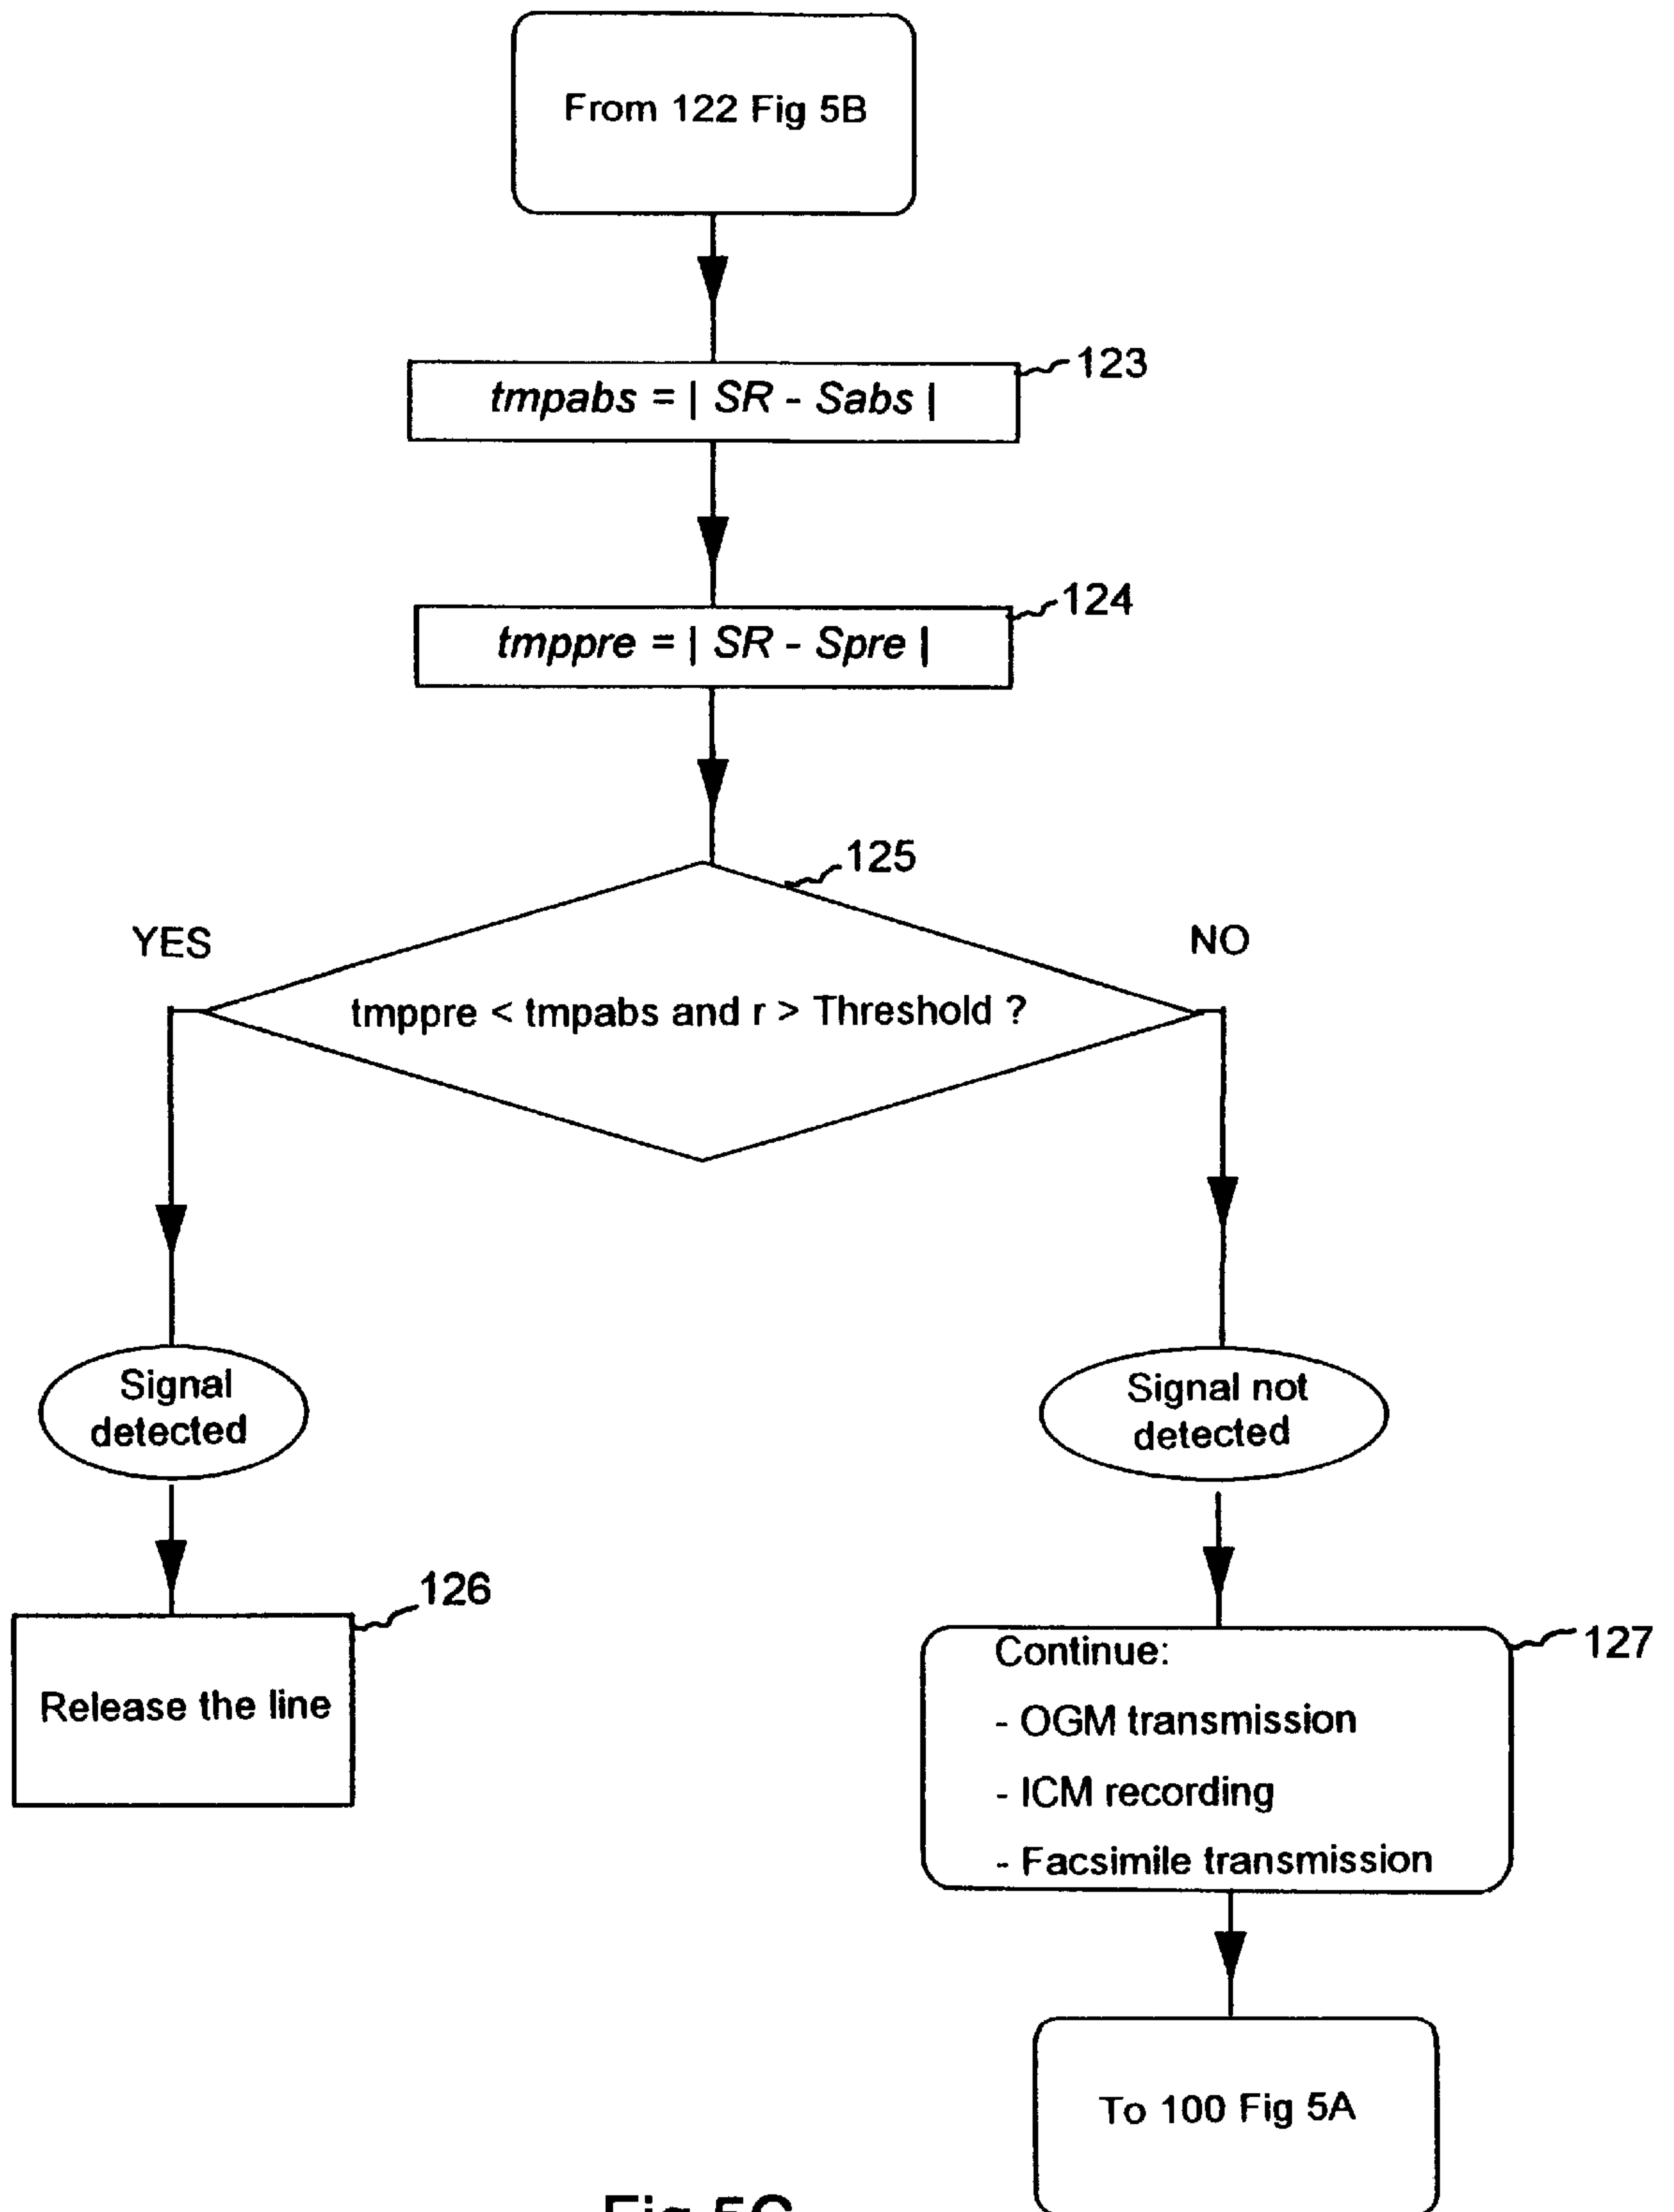 From 122 Fig 5B
123
tmpabs = | SR - Sabs |
124
tmppre = | SR - Spre |
125
YES
NO
tmppre < tmpabs and r > Threshold ?
Signal
detected
Signal not
detected
126
Release the line
127
Continue:
- OGM transmission
- ICM recording
- Facsimile transmission
To 100 Fig 5A
Fig 5C